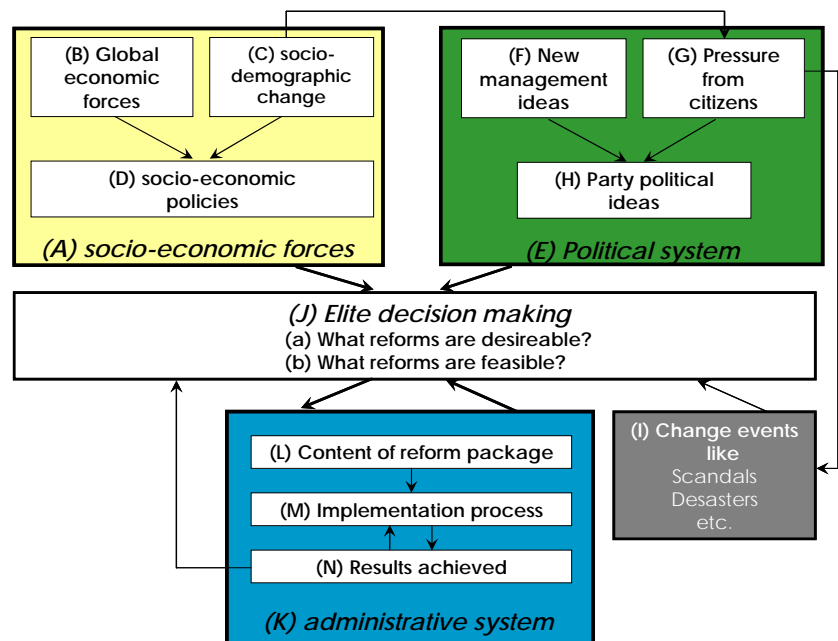 (B) Global
economic
forces
(C) socio-
demographic
change
(D) socio-economic
policies
(A) socio-economic forces
(F) New
management
ideas
(G) Pressure
from
citizens
(H) Party political
ideas
(E) Political system
(J) Elite decision making
(a) What reforms are desireable?
(b) What reforms are feasible?
(L) Content of reform package
(M) Implementation process
(N) Results achieved
(K) administrative system
(I) Change events
like
Scandals
Desasters
etc.